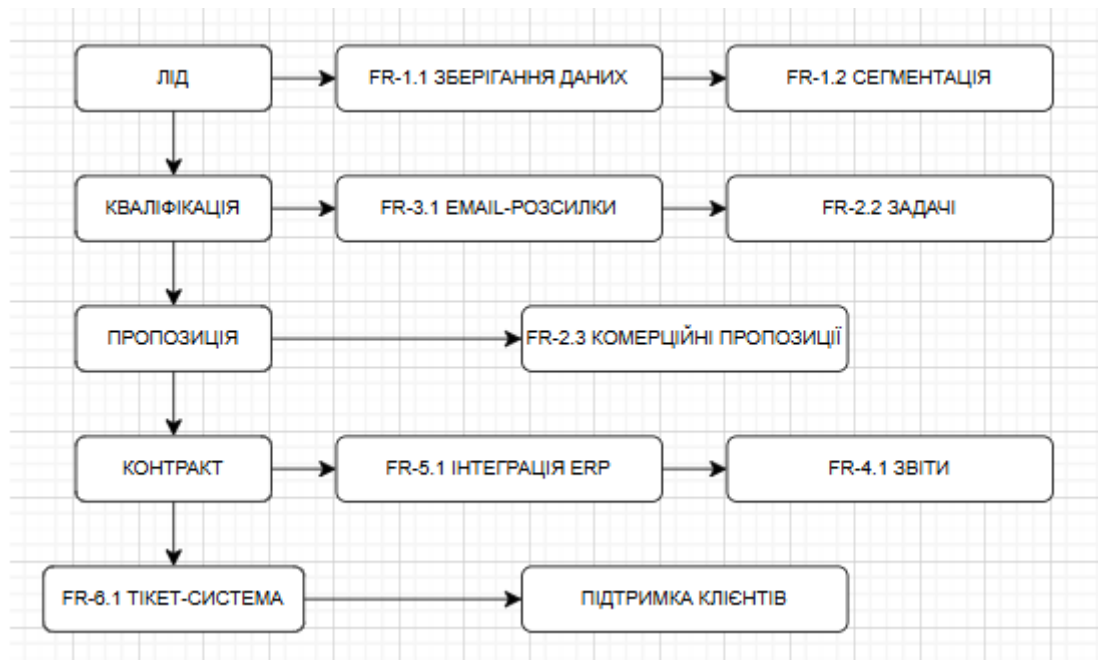 ЛІД
FR-1.1 ЗБЕРІГАННЯ ДАНИХ
FR-1.2 СЕГМЕНТАЦІЯ
КВАЛІФІКАЦІЯ
FR-3.1 EMAIL-РОЗСИЛКИ
FR-2.2 ЗАДАЧІ
ПРОПОЗИЦІЯ
FR-2.3 КОМЕРЦІЙНІ ПРОПОЗИЦІЇ
КОНТРАКТ
FR-5.1 ІНТЕГРАЦІЯ ERP
FR-4.1 ЗВІТИ
FR-6.1 ТІКЕТ-СИСТЕМА
ПІДТРИМКА КЛІЄНТІВ